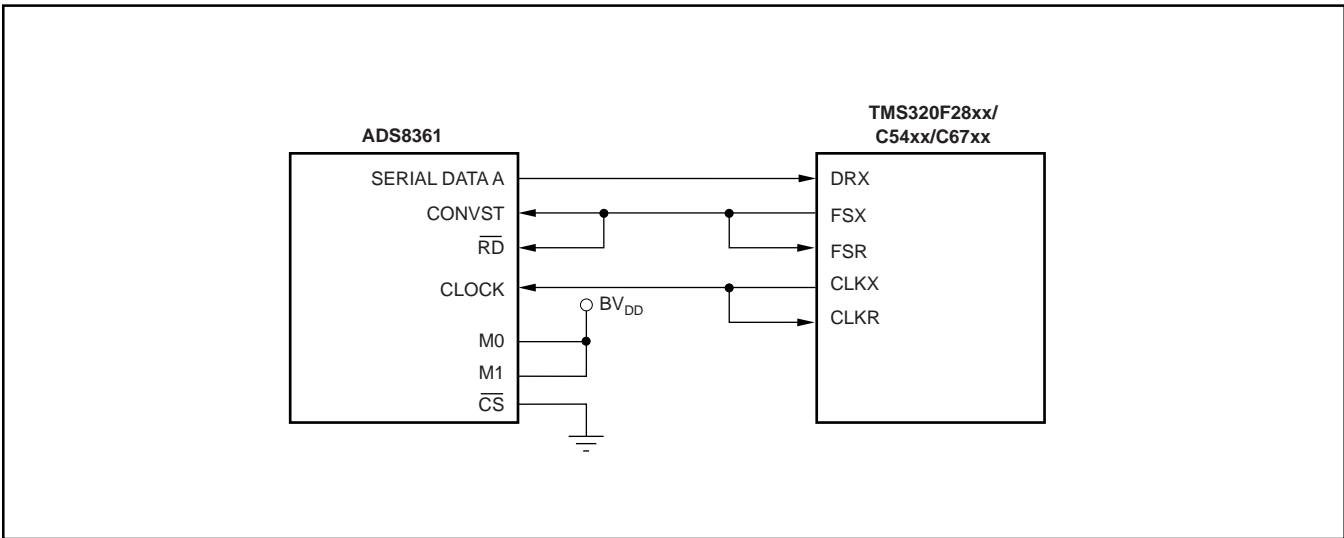 ADS8361
SERIAL DATA A
CONVST
RD
CLOCK
M0
M1
CS
BVDD
TMS320F28xx/
C54xx/C67xx
DRX
FSX
FSR
CLKX
CLKR